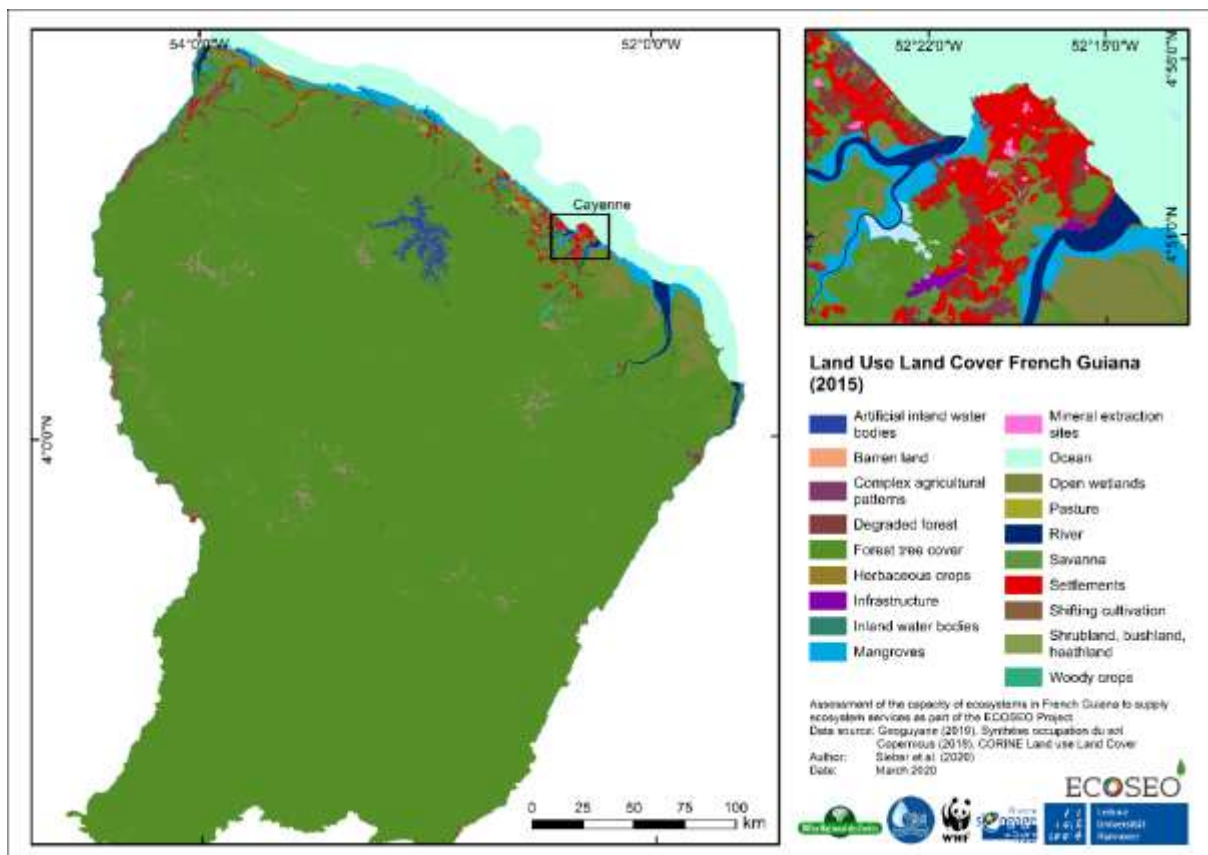 54°0'0"W
52°0'0"W
4°0'0"N
Cayenne
0 25 50 75 100
km
52°22'0"W
52°15'0"W
4°58'0"N
4°51'0"N
Land Use Land Cover French Guiana
(2015)
Artificial inland water
bodies
Barren land
Complex agricultural
patterns
Degraded forest
Forest tree cover
Herbaceous crops
Infrastructure
Inland water bodies
Mangroves
Mineral extraction
sites
Ocean
Open wetlands
Pasture
River
Savanna
Settlements
Shifting cultivation
Shrubland, bushland,
heathland
Woody crops
Assessment of the capacity of ecosystems in French Guiana to supply
ecosystem services as part of the ECOSEO Project
Data source: Geoguyane (2019), Synthèse occupation du sol
Copernicus (2019), CORINE Land use Land Cover
Author: Sieber et al. (2020)
Date: March 2020
ECOSEO
WWF
Leibniz
Universität
Hannover